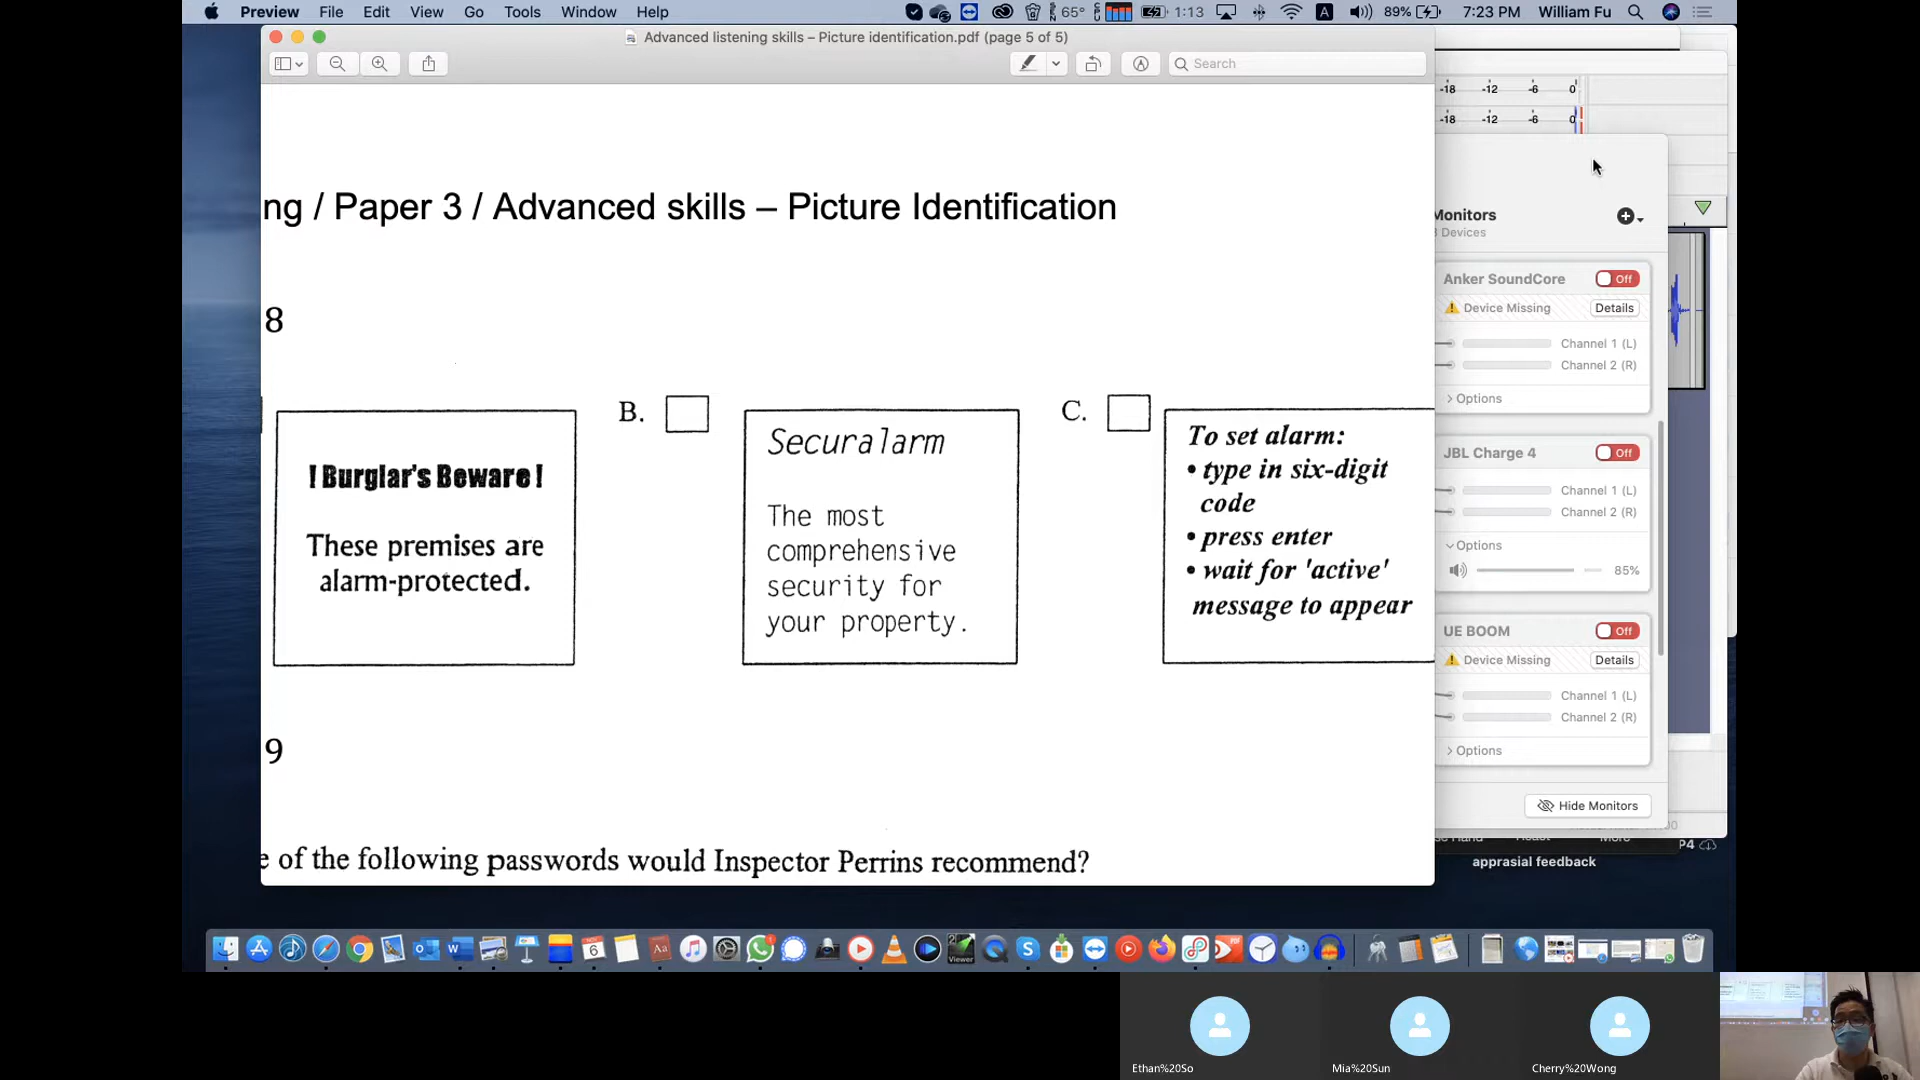 Preview File Edit View Go Tools Window Help
65° 1:13 89% 7:23 PM William Fu
Advanced listening skills – Picture identification.pdf (page 5 of 5)
Search
-18 -12 -6 0
-18 -12 -6 0
ng / Paper 3 / Advanced skills – Picture Identification
8
! Burglar's Beware !
These premises are
alarm-protected.
B.
Securalarm
The most
comprehensive
security for
your property.
C.
To set alarm:
• type in six-digit
code
• press enter
• wait for 'active'
message to appear
9
e of the following passwords would Inspector Perrins recommend?
Monitors
Devices
Anker SoundCore Off
Device Missing Details
Channel 1 (L)
Channel 2 (R)
Options
JBL Charge 4 Off
Channel 1 (L)
Channel 2 (R)
Options
85%
UE BOOM Off
Device Missing Details
Channel 1 (L)
Channel 2 (R)
Options
Hide Monitors
apprasial feedback
Ethan%20So
Mia%20Sun
Cherry%20Wong